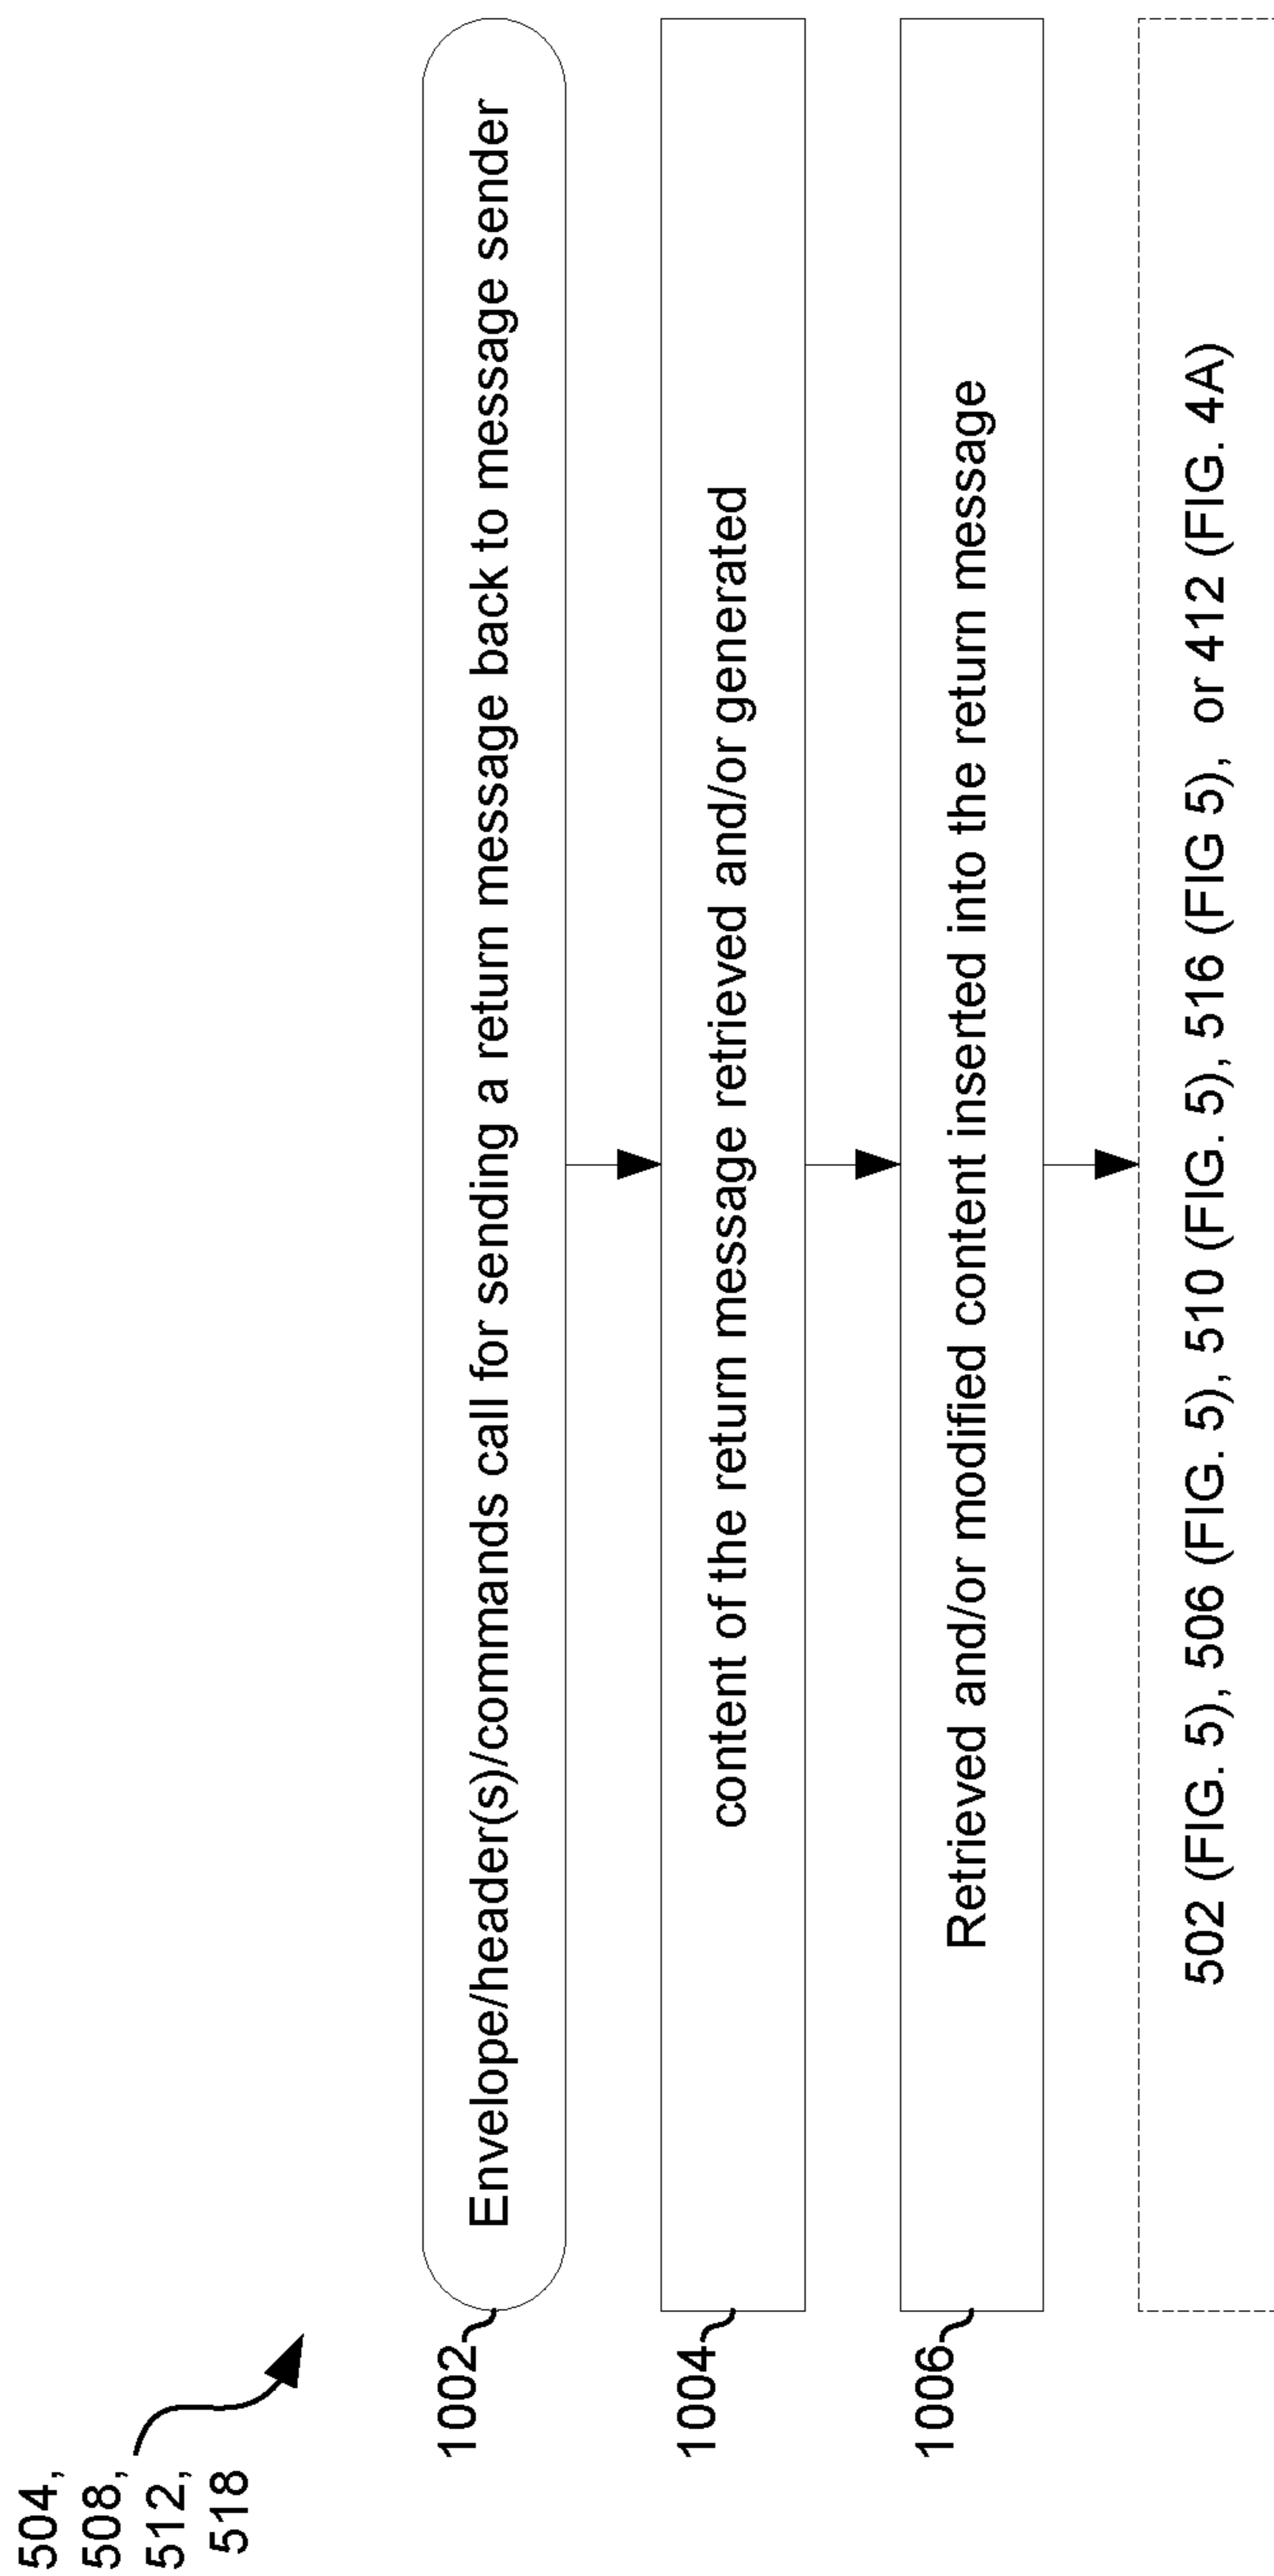 504,
508,
512,
518
1002
Envelope/header(s)/commands call for sending a return message back to message sender
1004
content of the return message retrieved and/or generated
1006
Retrieved and/or modified content inserted into the return message
502 (FIG. 5), 506 (FIG. 5), 510 (FIG. 5), 516 (FIG 5), or 412 (FIG. 4A)